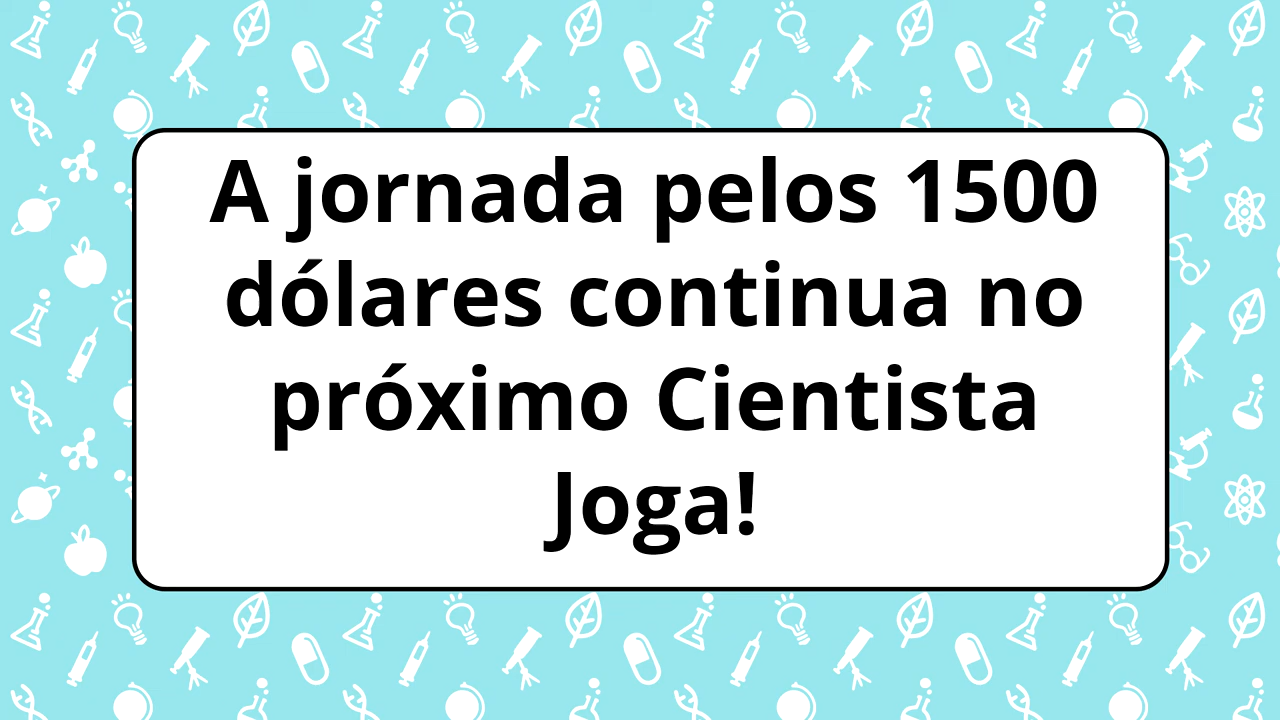 A jornada pelos 1500
dólares continua no
próximo Cientista
Joga!